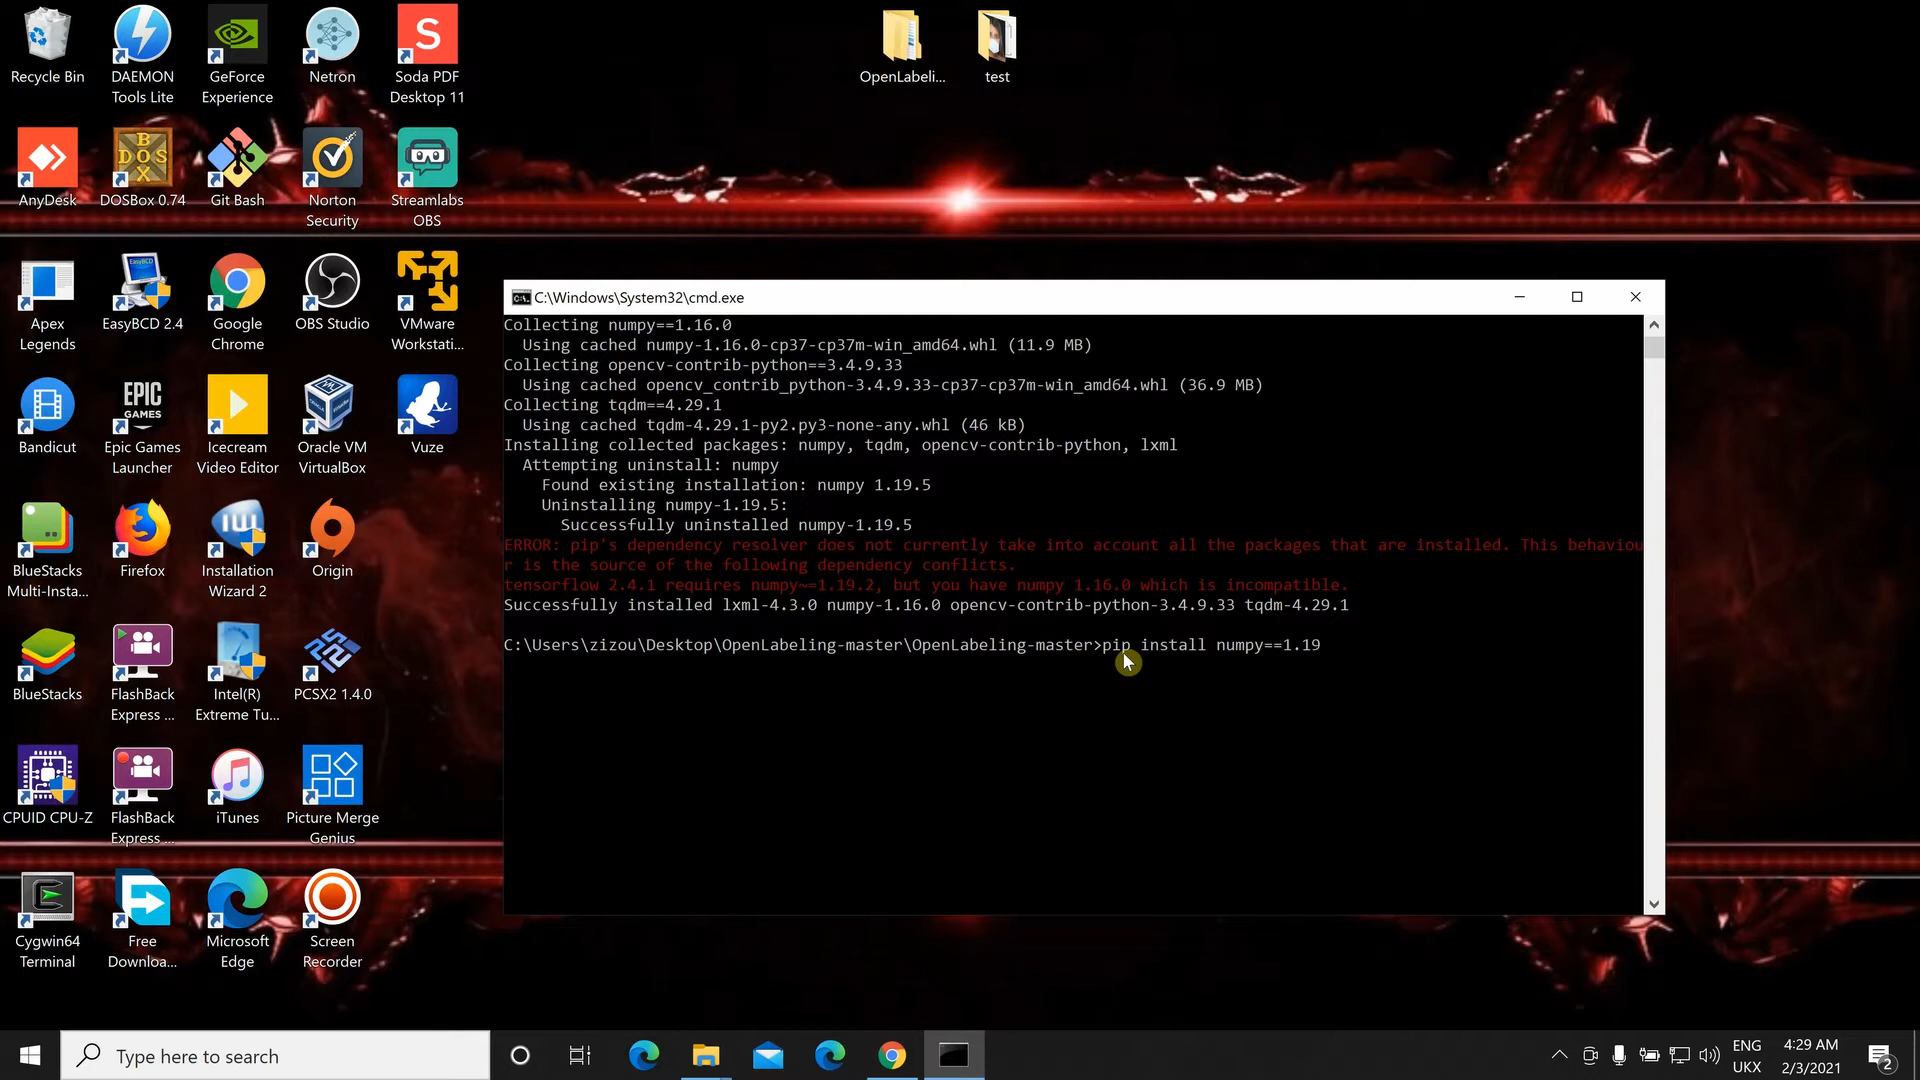 Recycle Bin
DAEMON
Tools Lite
GeForce
Experience
Netron
S
Soda PDF
Desktop 11
OpenLabeli...
test
AnyDesk
BOX
DOS
DOSBox 0.74
Git Bash
Norton
Security
Streamlabs
OBS
Apex
Legends
EasyBCD
EasyBCD 2.4
Google
Chrome
OBS Studio
VMware
Workstati...
Bandicut
EPIC
GAMES
Epic Games
Launcher
Icecream
Video Editor
Oracle VM
VirtualBox
Vuze
BlueStacks
Multi-Insta...
Firefox
IW
Installation
Wizard 2
Origin
BlueStacks
FlashBack
Express ...
Intel(R)
Extreme Tu...
PCSX2 1.4.0
CPUID CPU-Z
FlashBack
Express ...
iTunes
Picture Merge
Genius
Cygwin64
Terminal
Free
Downloa...
Microsoft
Edge
Screen
Recorder
C:\Windows\System32\cmd.exe
Collecting numpy==1.16.0
Using cached numpy-1.16.0-cp37-cp37m-win_amd64.whl (11.9 MB)
Collecting opencv-contrib-python==3.4.9.33
Using cached opencv_contrib_python-3.4.9.33-cp37-cp37m-win_amd64.whl (36.9 MB)
Collecting tqdm==4.29.1
Using cached tqdm-4.29.1-py2.py3-none-any.whl (46 kB)
Installing collected packages: numpy, tqdm, opencv-contrib-python, lxml
Attempting uninstall: numpy
Found existing installation: numpy 1.19.5
Uninstalling numpy-1.19.5:
Successfully uninstalled numpy-1.19.5
ERROR: pip's dependency resolver does not currently take into account all the packages that are installed. This behaviou
r is the source of the following dependency conflicts.
tensorflow 2.4.1 requires numpy~=1.19.2, but you have numpy 1.16.0 which is incompatible.
Successfully installed lxml-4.3.0 numpy-1.16.0 opencv-contrib-python-3.4.9.33 tqdm-4.29.1
C:\Users\zizou\Desktop\OpenLabeling-master\OpenLabeling-master>pip install numpy==1.19
Type here to search
ENG
UKX
4:29 AM
2/3/2021
2